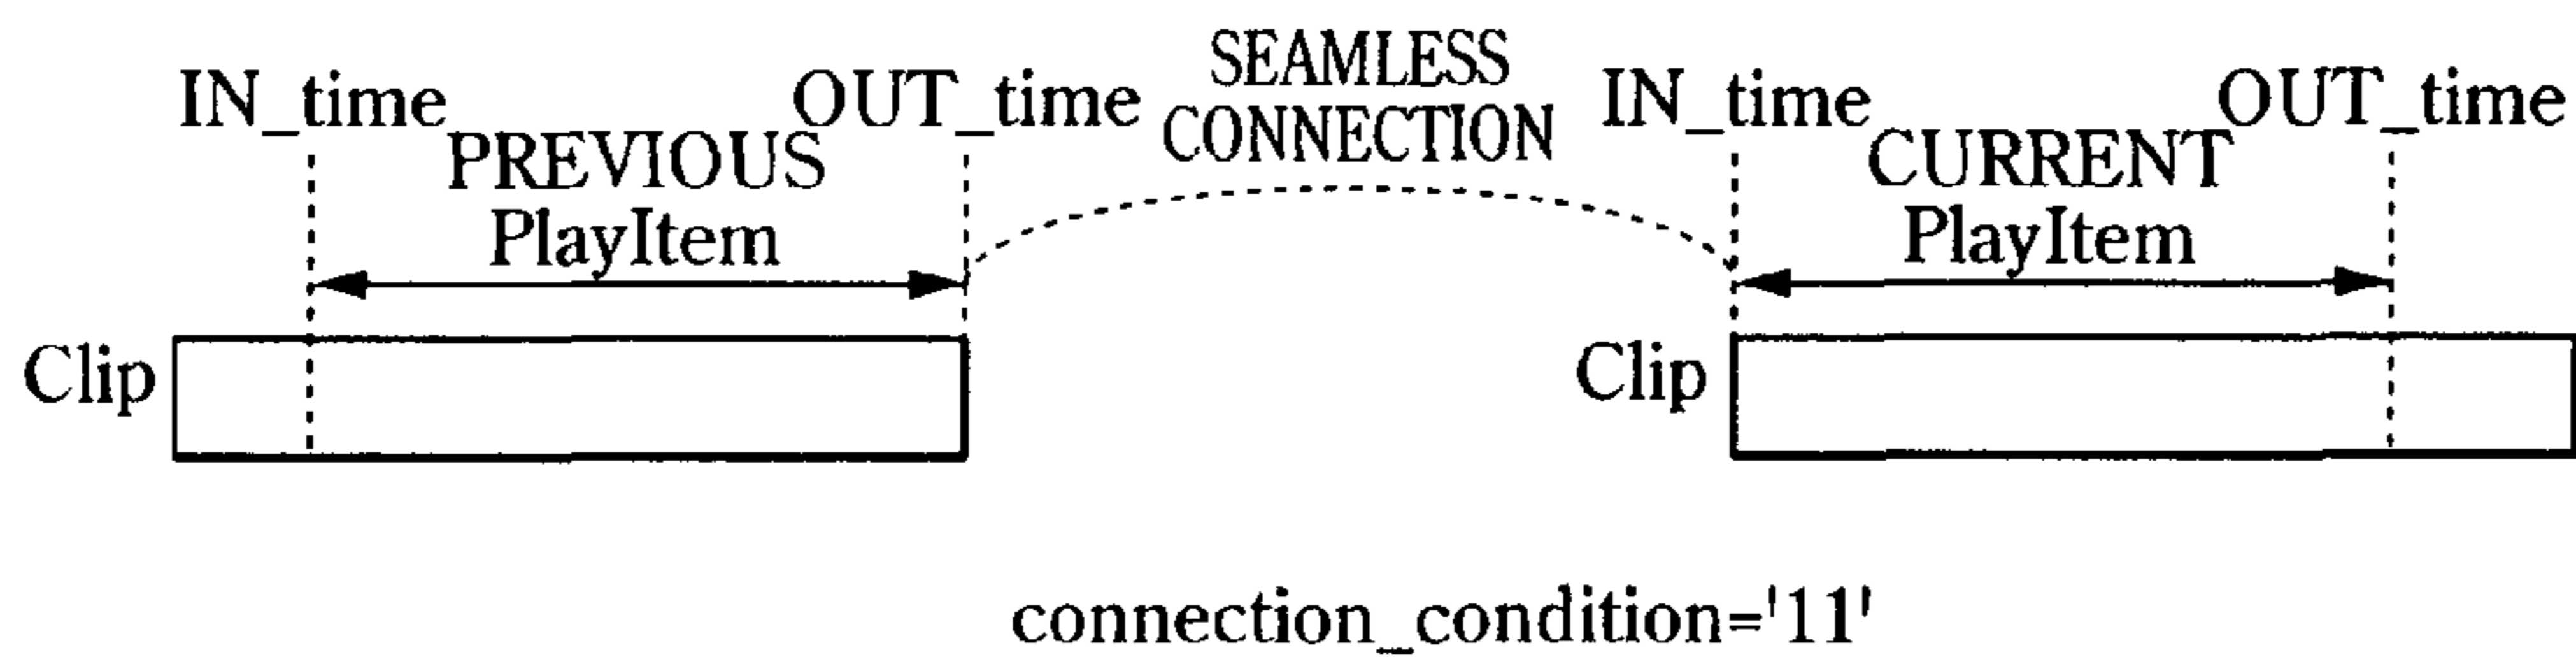 IN_time
PREVIOUS
PlayItem
OUT_time
SEAMLESS
CONNECTION
IN_time
CURRENT
PlayItem
OUT_time
Clip
Clip
connection_condition='11'